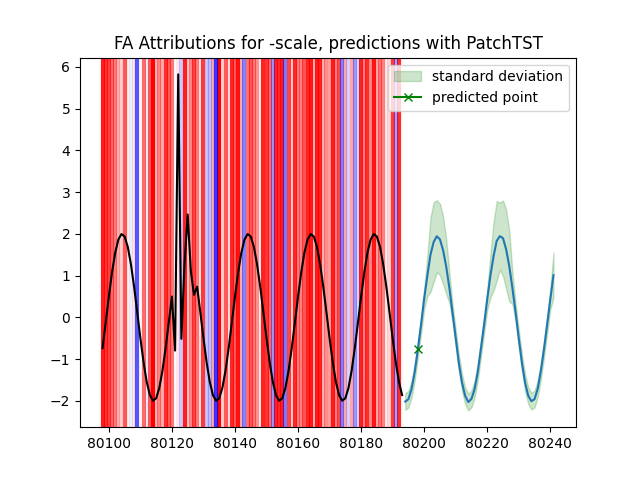 FA Attributions for -scale, predictions with PatchTST
standard deviation
predicted point
6
5
4
3
2
1
0
−1
−2
80100 80120 80140 80160 80180 80200 80220 80240